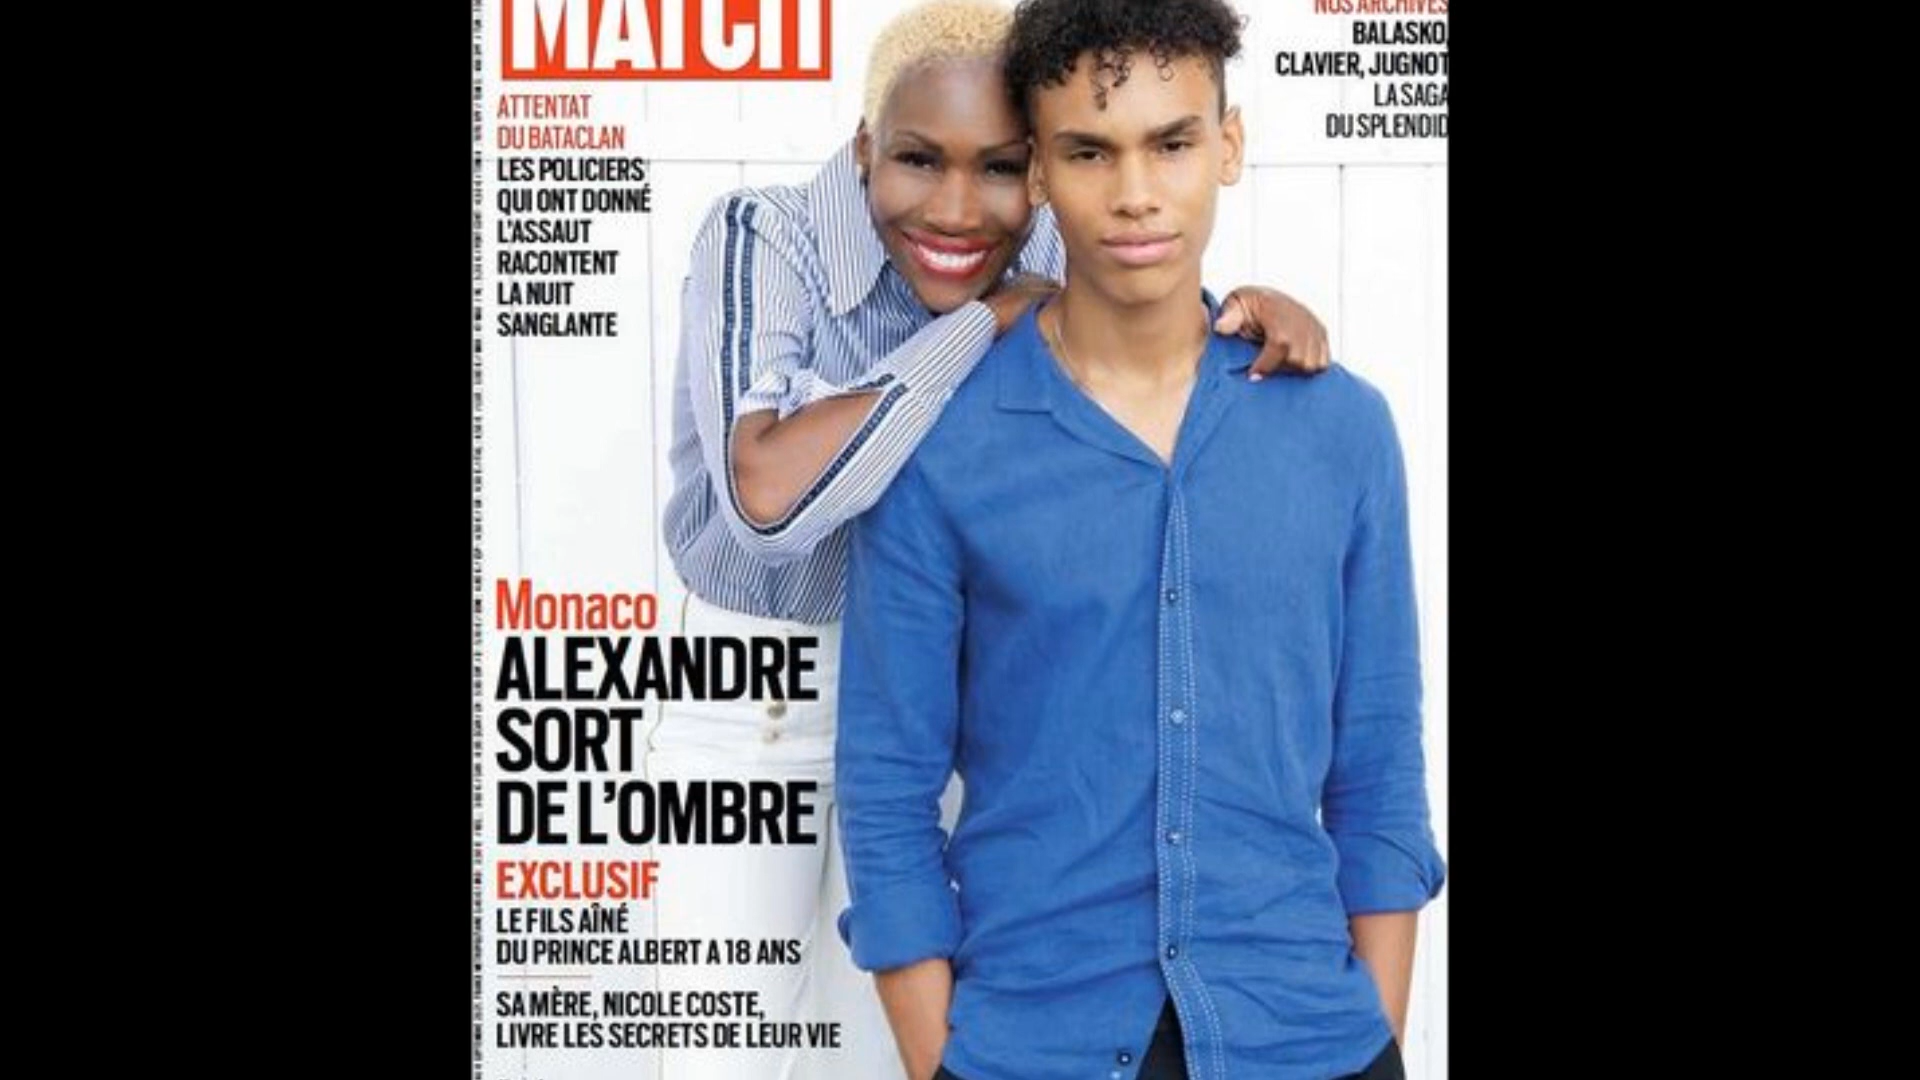 MATCH
ATTENTAT
DU BATACLAN
LES POLICIERS
QUI ONT DONNÉ
L'ASSAUT
RACONTENT
LA NUIT
SANGLANTE
NOS ARCHIVES
BALASKO,
CLAVIER, JUGNOT
LA SAGA
DU SPLENDID
Monaco
ALEXANDRE
SORT
DE L'OMBRE
EXCLUSIF
LE FILS AÎNÉ
DU PRINCE ALBERT A 18 ANS
SA MÈRE, NICOLE COSTE,
LIVRE LES SECRETS DE LEUR VIE